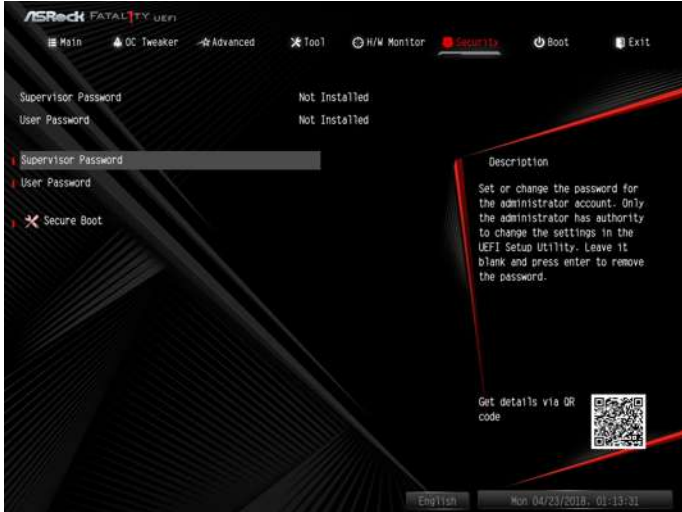 ASRock FATAL1TY UEFI
Main OC Tweaker Advanced Tool H/W Monitor Security Boot Exit
Supervisor Password Not Installed
User Password Not Installed
Supervisor Password
User Password
Secure Boot
Description
Set or change the password for
the administrator account. Only
the administrator has authority
to change the settings in the
UEFI Setup Utility. Leave it
blank and press enter to remove
the password.
Get details via QR
code
English Mon 04/23/2018. 01:13:31